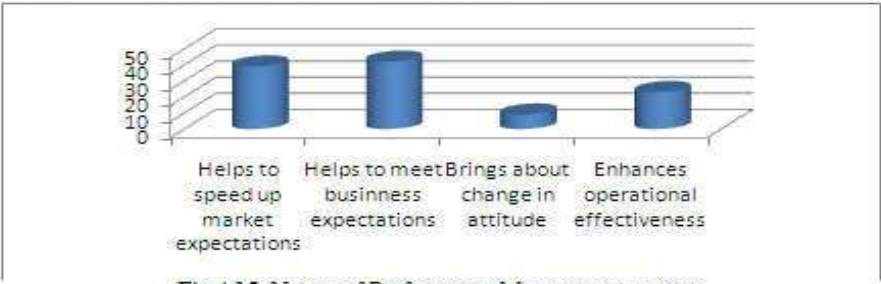 50
40
30
20
10
0
Helps to speed up market expectations
Helps to meet businness expectations
Brings about change in attitude
Enhances operational effectiveness